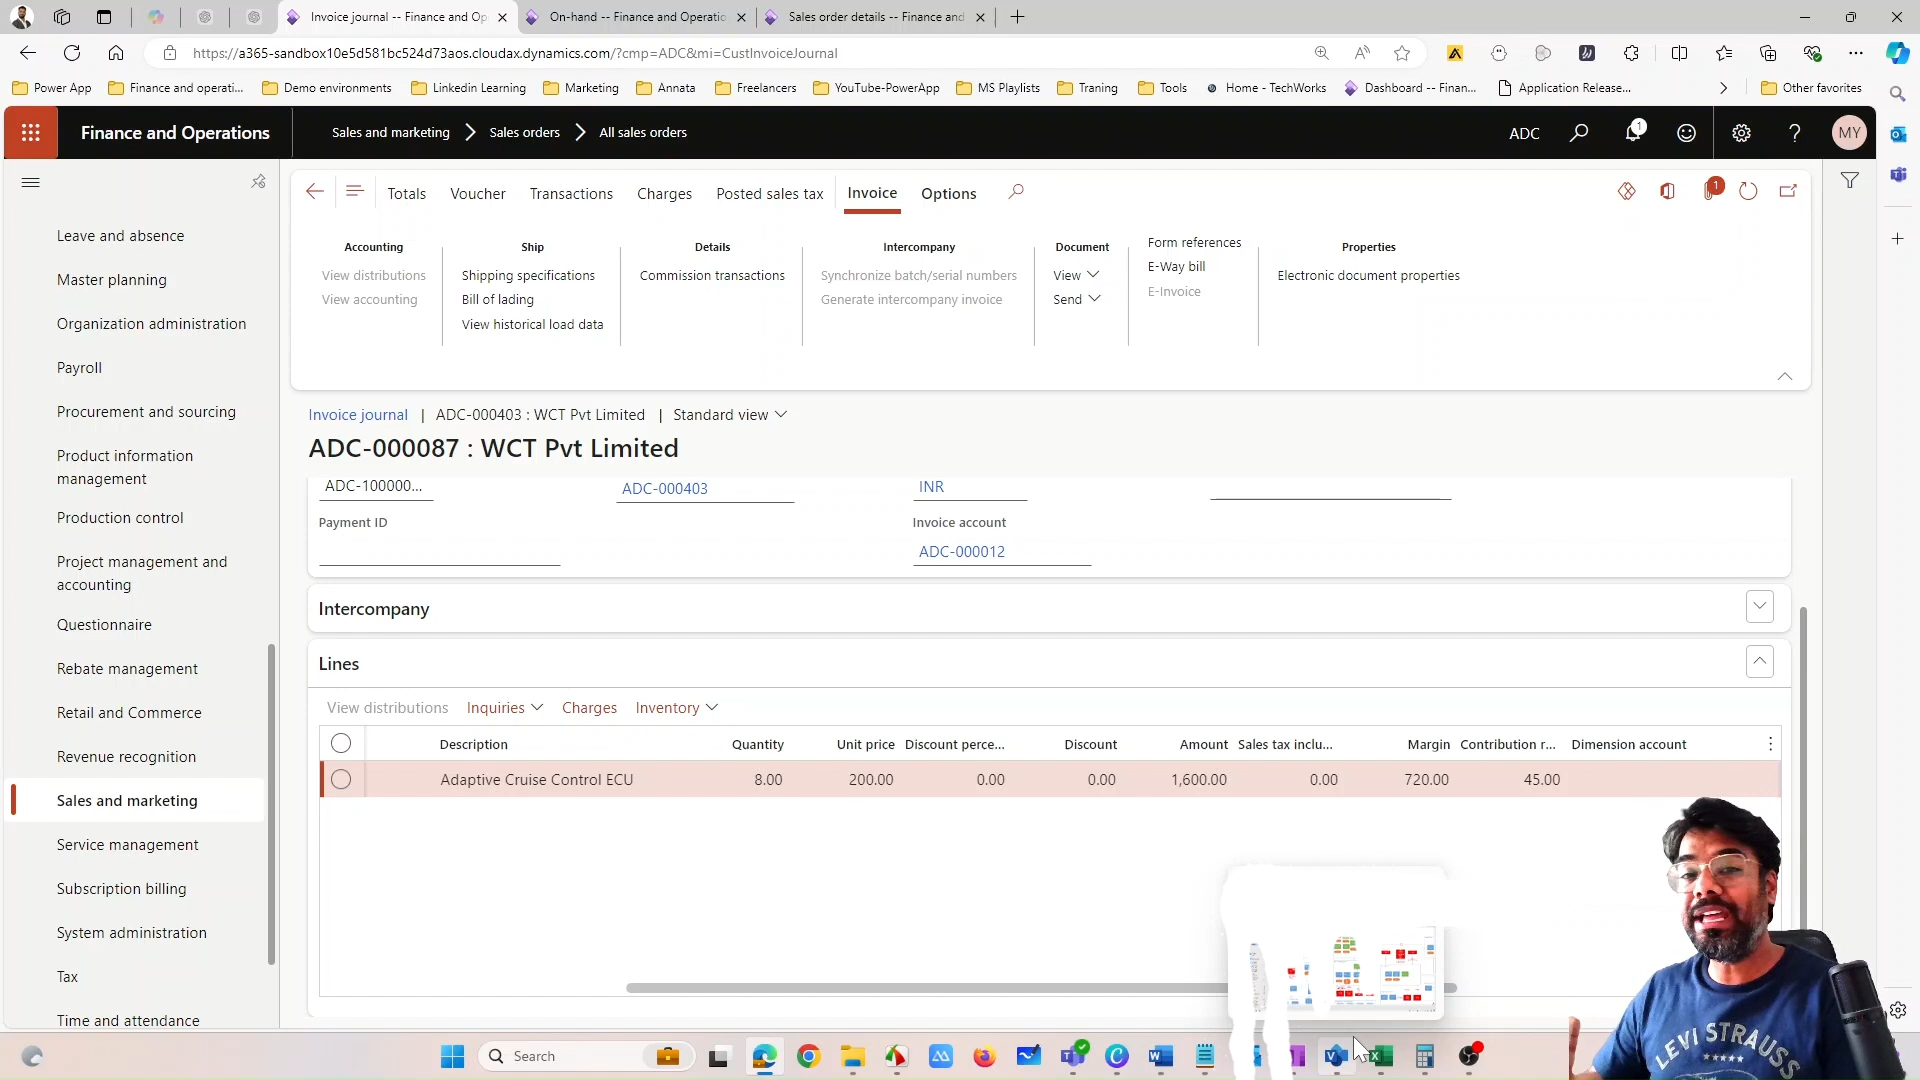 Invoice journal -- Finance and Op
On-hand -- Finance and Operatio
Sales order details -- Finance and
https://a365-sandbox10e5d581bc524d73aos.cloudax.dynamics.com/?cmp=ADC&mi=CustInvoiceJournal
Power App
Finance and operati...
Demo environments
Linkedin Learning
Marketing
Annata
Freelancers
YouTube-PowerApp
MS Playlists
Traning
Tools
Home - TechWorks
Dashboard -- Finan...
Application Release...
Other favorites
Finance and Operations
Sales and marketing
Sales orders
All sales orders
ADC
1
MY
Totals
Voucher
Transactions
Charges
Posted sales tax
Invoice
Options
1
Accounting
View distributions
View accounting
Ship
Shipping specifications
Bill of lading
View historical load data
Details
Commission transactions
Intercompany
Synchronize batch/serial numbers
Generate intercompany invoice
Document
View
Send
Form references
E-Way bill
E-Invoice
Properties
Electronic document properties
Leave and absence
Master planning
Organization administration
Payroll
Procurement and sourcing
Product information
management
Production control
Project management and
accounting
Questionnaire
Rebate management
Retail and Commerce
Revenue recognition
Sales and marketing
Service management
Subscription billing
System administration
Tax
Time and attendance
Invoice journal | ADC-000403 : WCT Pvt Limited | Standard view
ADC-000087 : WCT Pvt Limited
ADC-100000...
ADC-000403
INR
Payment ID
Invoice account
ADC-000012
Intercompany
Lines
View distributions
Inquiries
Charges
Inventory
Description Quantity Unit price Discount perce... Discount Amount Sales tax inclu... Margin Contribution r... Dimension account
Adaptive Cruise Control ECU 8.00 200.00 0.00 0.00 1,600.00 0.00 720.00 45.00
LEVI STRAUSS
Search